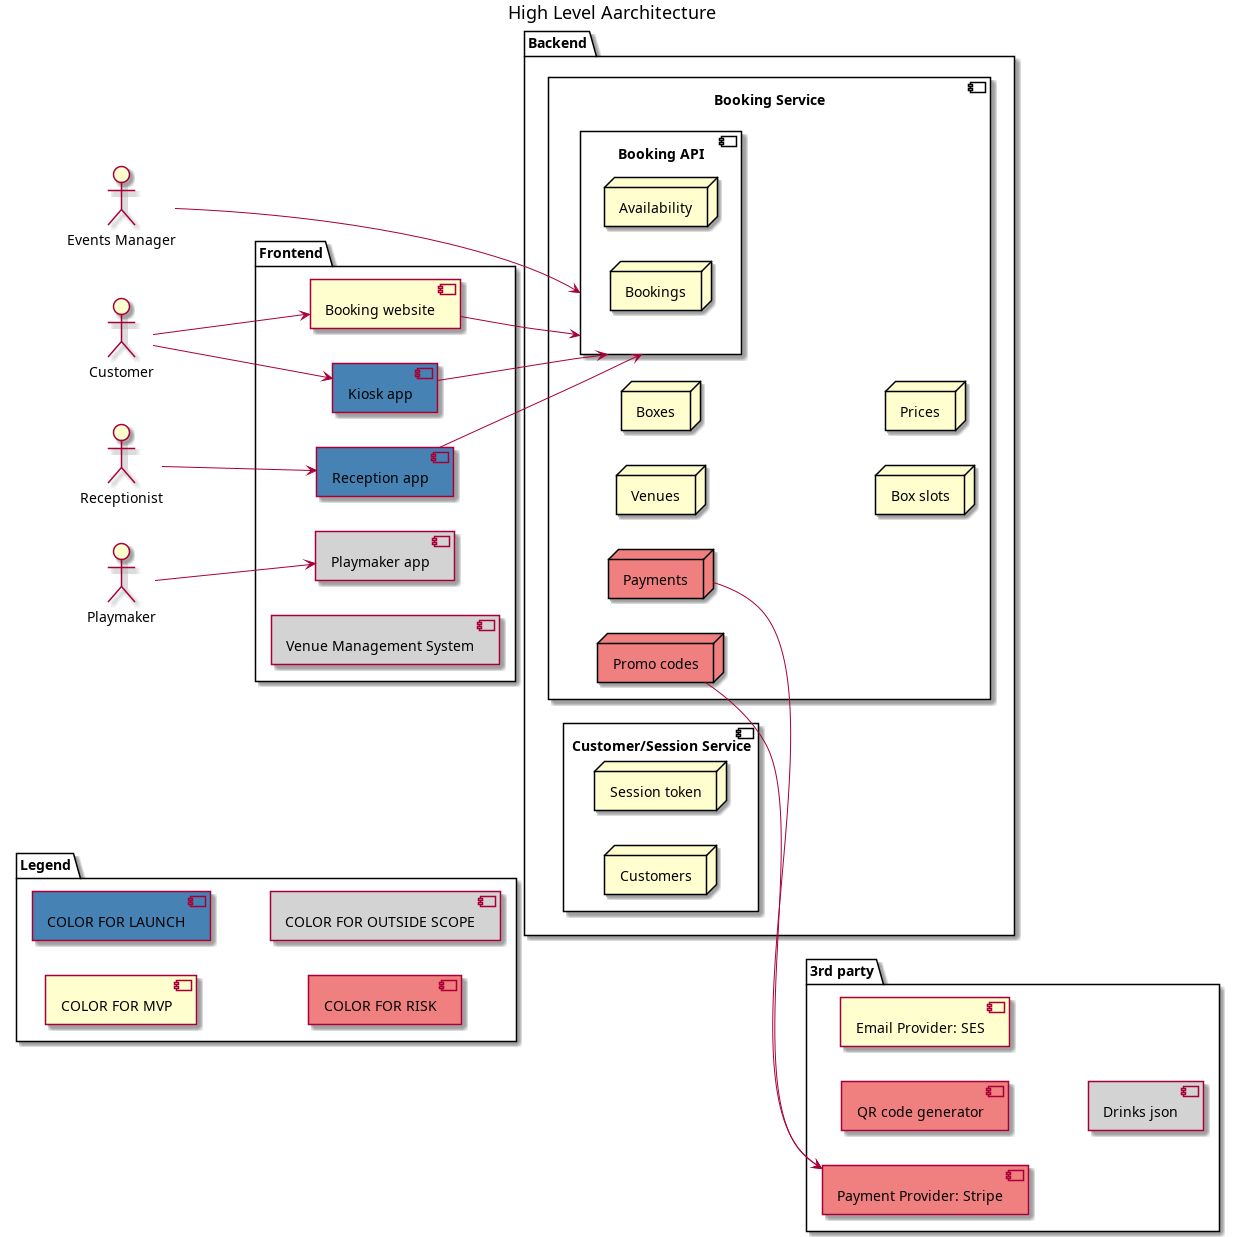 High Level Aarchitecture
Backend
Booking Service
Booking API
Availability
Bookings
Boxes
Prices
Venues
Box slots
Payments
Promo codes
Customer/Session Service
Session token
Customers
Events Manager
Customer
Receptionist
Playmaker
Frontend
Booking website
Kiosk app
Reception app
Playmaker app
Venue Management System
Legend
COLOR FOR LAUNCH
COLOR FOR OUTSIDE SCOPE
COLOR FOR MVP
COLOR FOR RISK
3rd party
Email Provider: SES
QR code generator
Drinks json
Payment Provider: Stripe